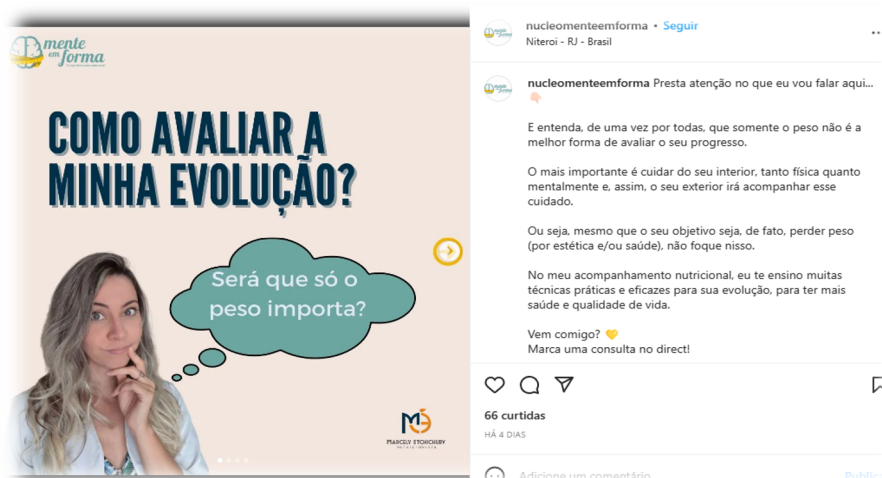 mente
em
forma
COMO AVALIAR A
MINHA EVOLUÇÃO?
Será que só o
peso importa?
nucleomenteemforma • Seguir
Niteroi - RJ - Brasil
nucleomenteemforma Presta atenção no que eu vou falar aqui...
E entenda, de uma vez por todas, que somente o peso não é a
melhor forma de avaliar o seu progresso.
O mais importante é cuidar do seu interior, tanto física quanto
mentalmente e, assim, o seu exterior irá acompanhar esse
cuidado.
Ou seja, mesmo que o seu objetivo seja, de fato, perder peso
(por estética e/ou saúde), não foque nisso.
No meu acompanhamento nutricional, eu te ensino muitas
técnicas práticas e eficazes para sua evolução, para ter mais
saúde e qualidade de vida.
Vem comigo? 💛
Marca uma consulta no direct!
66 curtidas
HÁ 4 DIAS
Adicione um comentário